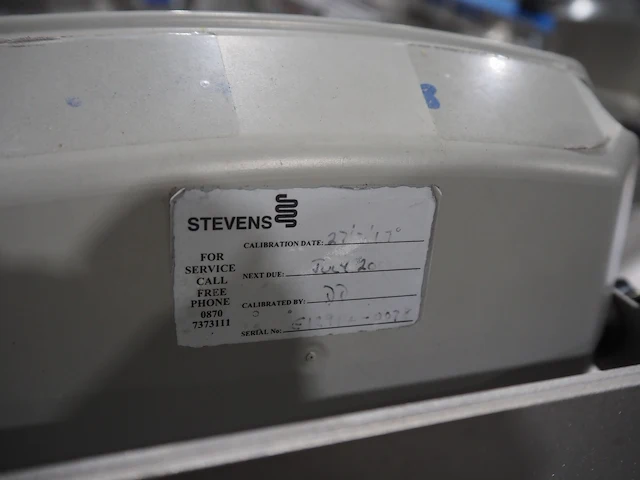 STEVENS
FOR
SERVICE
CALL
FREE
PHONE
0870
7373111
CALIBRATION DATE:
NEXT DUE: JULY 20
CALIBRATED BY:
SERIAL No: